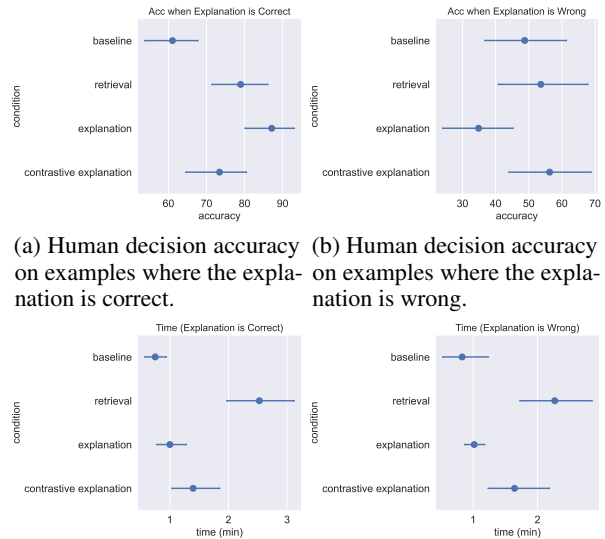 Acc when Explanation is Correct
condition
baseline
retrieval
explanation
contrastive explanation
60 70 80 90
accuracy
Acc when Explanation is Wrong
condition
baseline
retrieval
explanation
contrastive explanation
30 40 50 60 70
accuracy
(a) Human decision accuracy
on examples where the expla-
nation is correct.
(b) Human decision accuracy
on examples where the expla-
nation is wrong.
Time (Explanation is Correct)
condition
baseline
retrieval
explanation
contrastive explanation
1 2 3
time (min)
Time (Explanation is Wrong)
condition
baseline
retrieval
explanation
contrastive explanation
1 2
time (min)